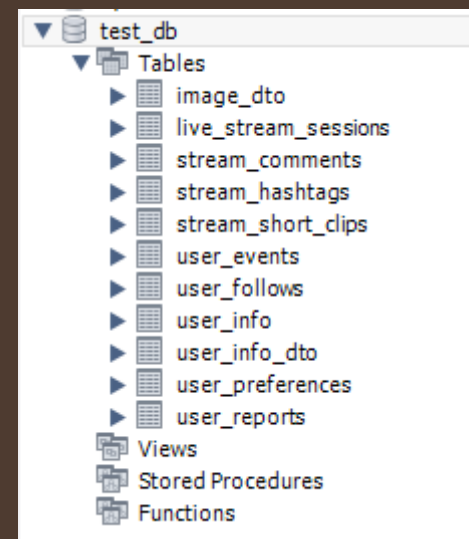 test_db
Tables
image_dto
live_stream_sessions
stream_comments
stream_hashtags
stream_short_clips
user_events
user_follows
user_info
user_info_dto
user_preferences
user_reports
Views
Stored Procedures
Functions